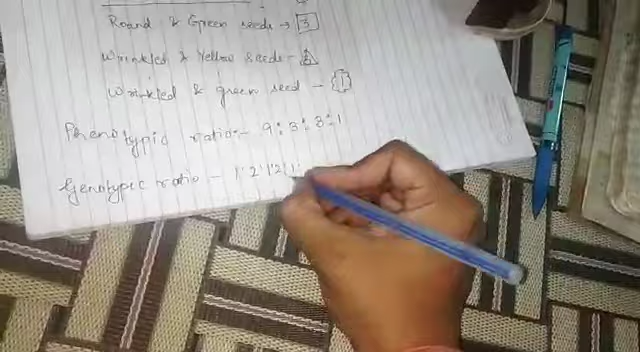 Round & Green seeds → 3
Wrinkled & Yellow seeds -
Wrinkled & green seed - 1
Phenotypic ratio:- 9:3:3:1
Genotypic ratio - 1:2:1:2